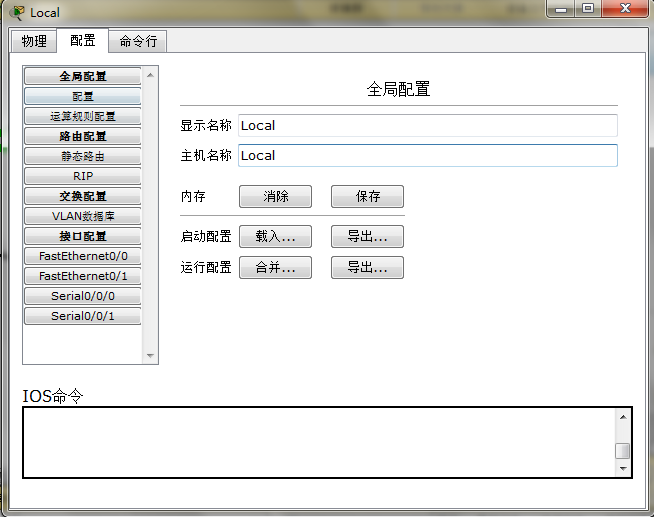 Local
物理 配置 命令行
全局配置
配置
运算规则配置
路由配置
静态路由
RIP
交换配置
VLAN数据库
接口配置
FastEthernet0/0
FastEthernet0/1
Serial0/0/0
Serial0/0/1
全局配置
显示名称 Local
主机名称 Local
内存 消除 保存
启动配置 载入... 导出...
运行配置 合并... 导出...
IOS命令